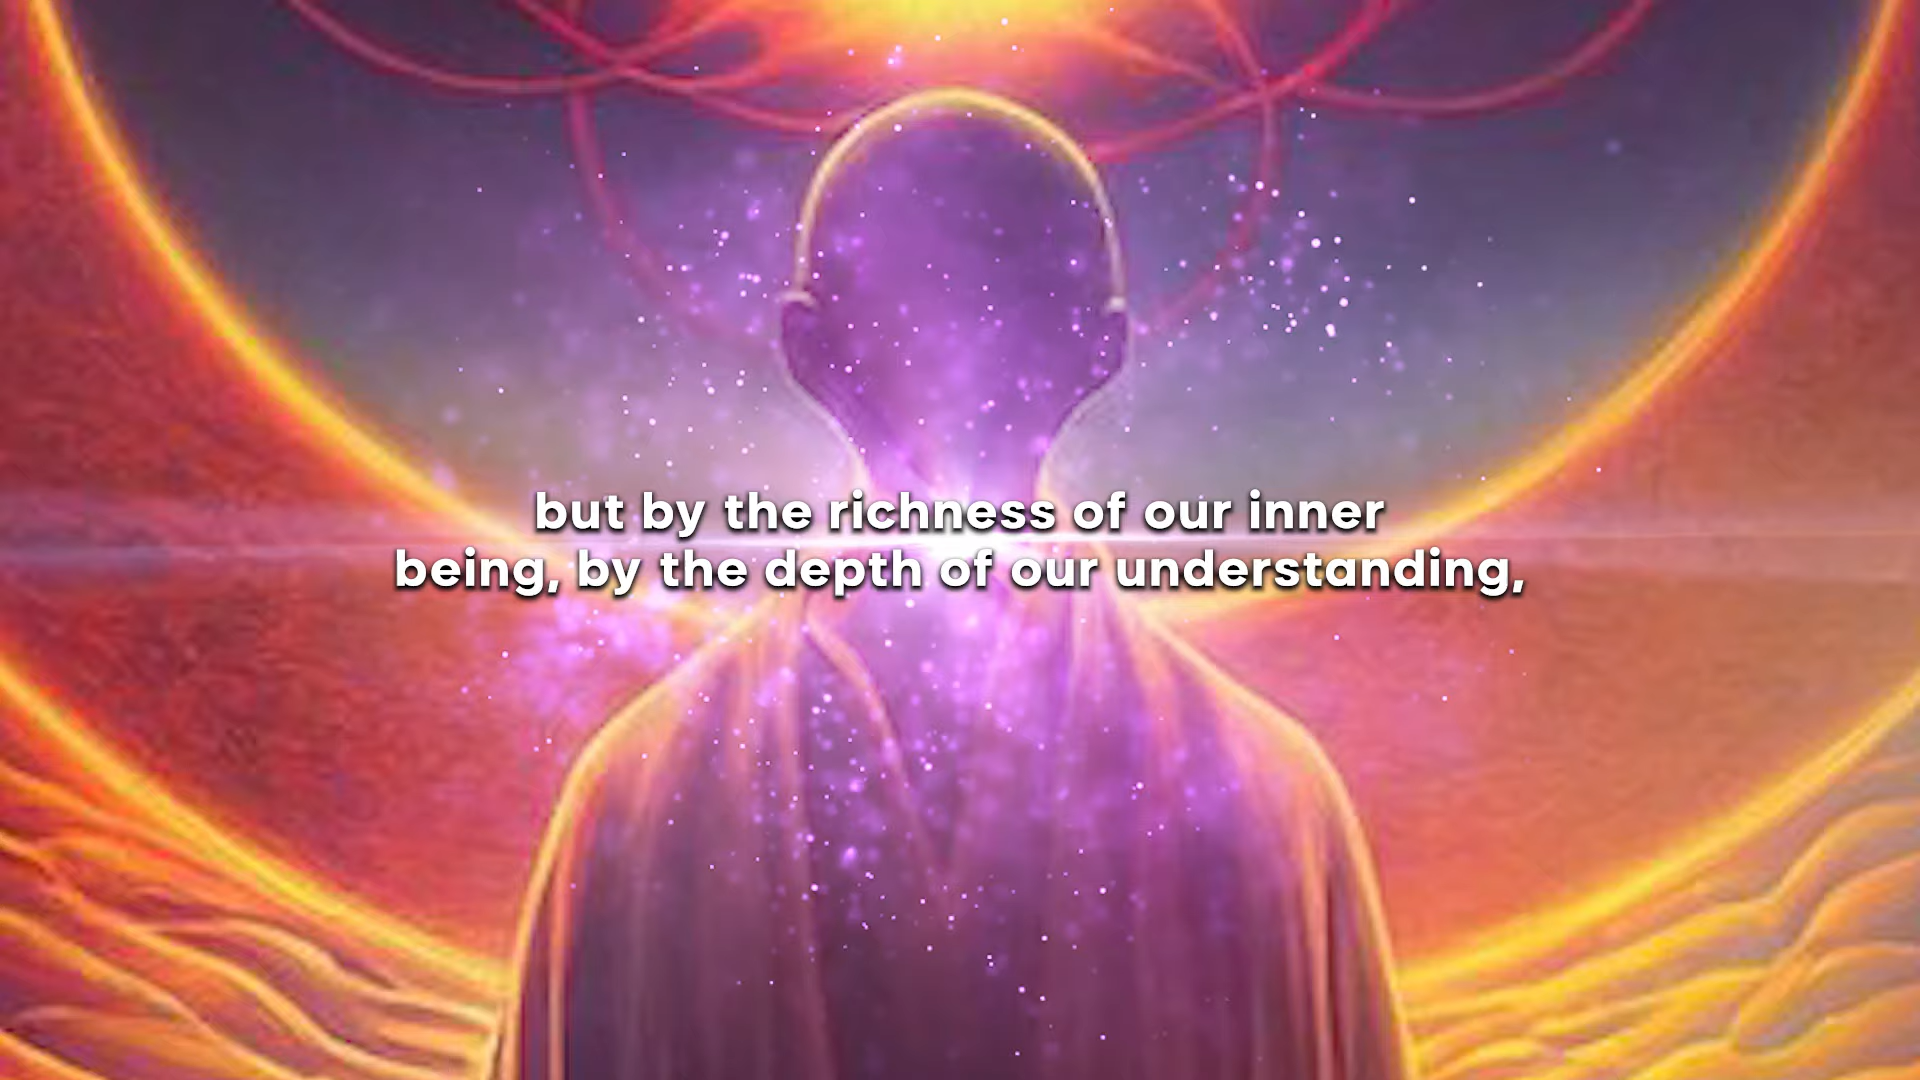 but by the richness of our inner
being, by the depth of our understanding,